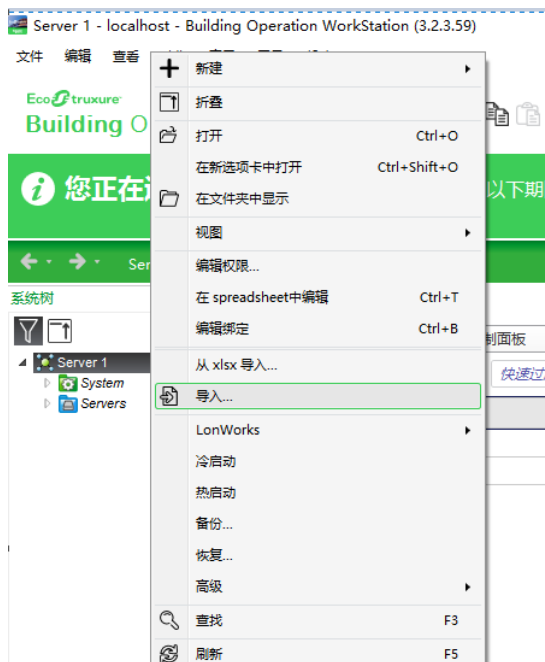 Server 1 - localhost - Building Operation WorkStation (3.2.3.59)
文件 编辑 查看
EcoStruxure
Building O
您正在 以下期
Ser
系统树
Server 1
System
Servers
新建
折叠
打开 Ctrl+O
在新选项卡中打开 Ctrl+Shift+O
在文件夹中显示
视图
编辑权限...
在 spreadsheet中编辑 Ctrl+T
编辑绑定 Ctrl+B
从 xlsx 导入...
导入...
LonWorks
冷启动
热启动
备份...
恢复...
高级
查找 F3
刷新 F5
制面板
快速过